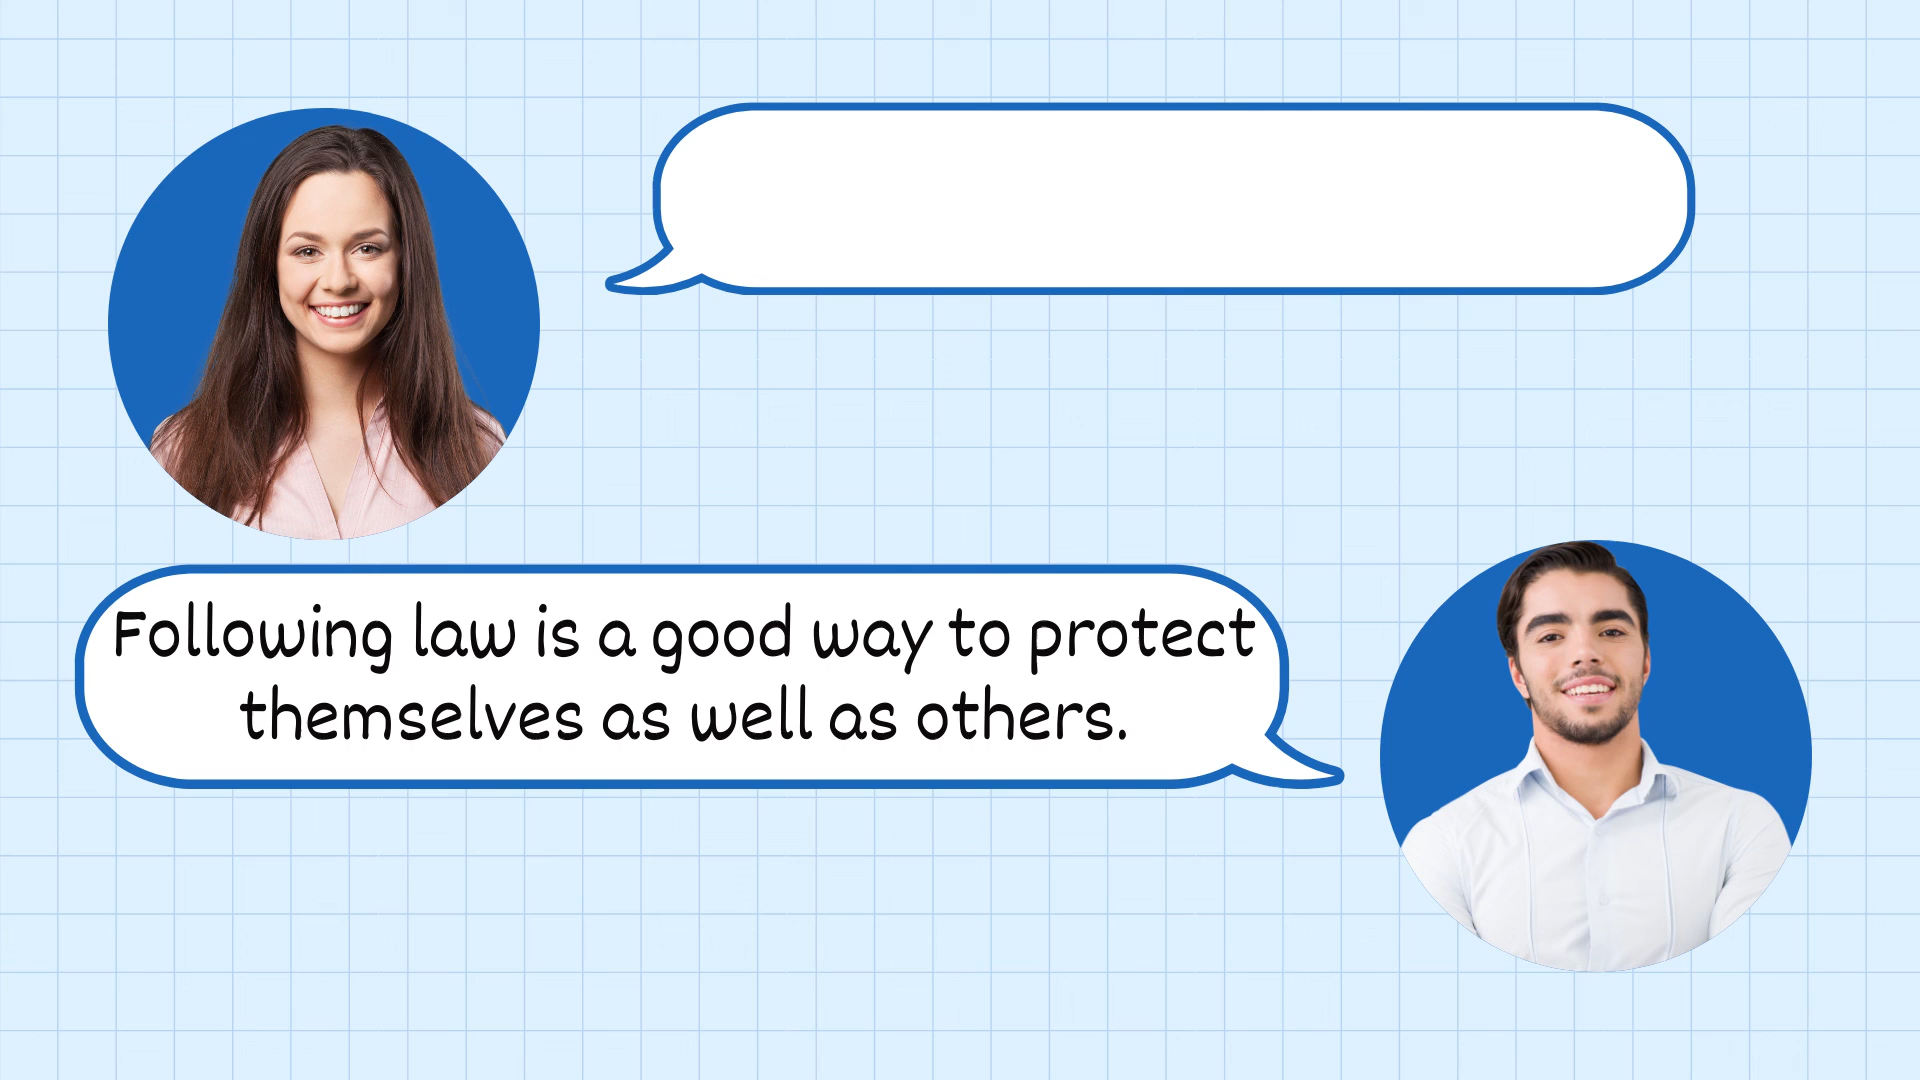 Following law is a good way to protect
themselves as well as others.